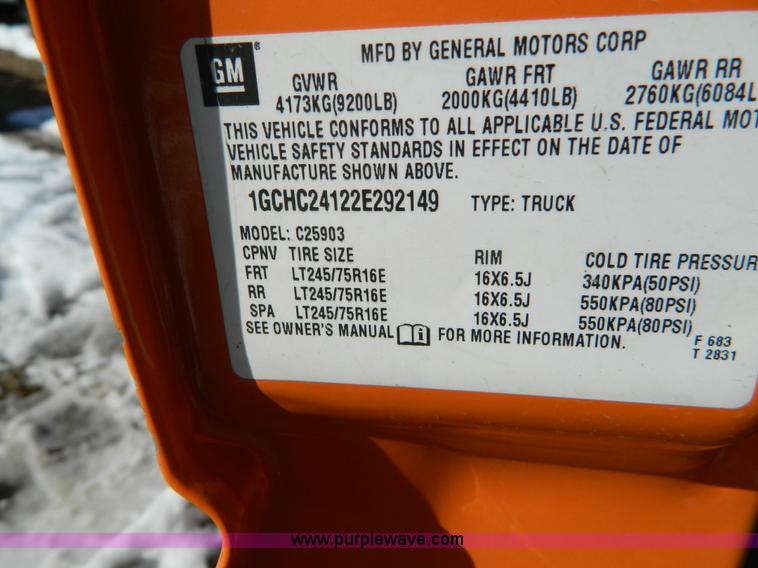 GM®
MFD BY GENERAL MOTORS CORP
GVWR GAWR FRT GAWR RR
4173KG(9200LB) 2000KG(4410LB) 2760KG(6084L
THIS VEHICLE CONFORMS TO ALL APPLICABLE U.S. FEDERAL MOT
VEHICLE SAFETY STANDARDS IN EFFECT ON THE DATE OF
MANUFACTURE SHOWN ABOVE.
1GCHC24122E292149 TYPE: TRUCK
MODEL: C25903
CPNV TIRE SIZE RIM COLD TIRE PRESSUR
FRT LT245/75R16E 16X6.5J 340KPA(50PSI)
RR LT245/75R16E 16X6.5J 550KPA(80PSI)
SPA LT245/75R16E 16X6.5J 550KPA(80PSI)
SEE OWNER'S MANUAL i FOR MORE INFORMATION.
F 683
T 2831
www.purplewave.com